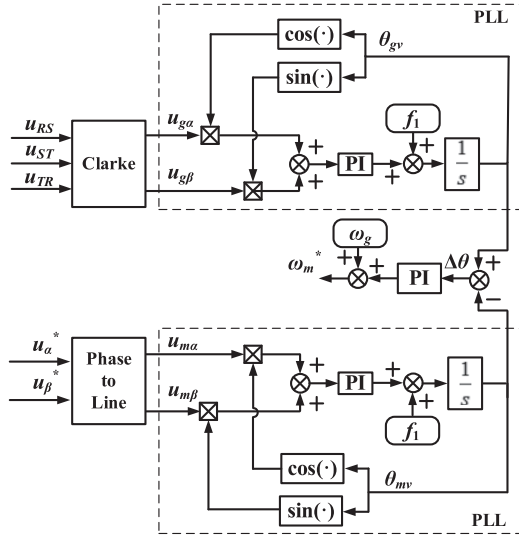 PLL
cos(·)
θgv
sin(·)
uRS
uST
uTR
Clarke
ugα
ugβ
+
+
PI
f1
+
+
1
s
ωg
ωm*
+
+
PI
Δθ
+
−
uα*
uβ*
Phase
to
Line
umα
umβ
+
+
PI
+
+
f1
1
s
cos(·)
θmv
sin(·)
PLL